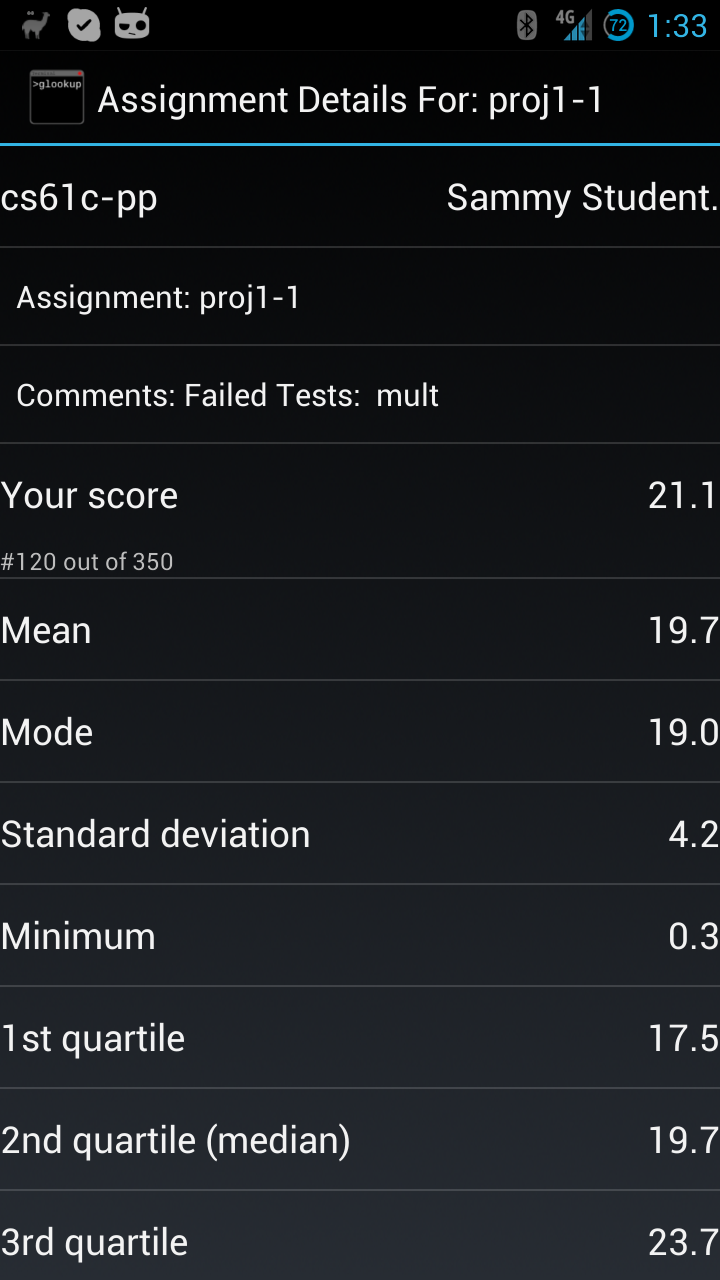 4G 72 1:33
>glookup
Assignment Details For: proj1-1
cs61c-pp Sammy Student.
Assignment: proj1-1
Comments: Failed Tests:  mult
Your score 21.1
#120 out of 350
Mean 19.7
Mode 19.0
Standard deviation 4.2
Minimum 0.3
1st quartile 17.5
2nd quartile (median) 19.7
3rd quartile 23.7